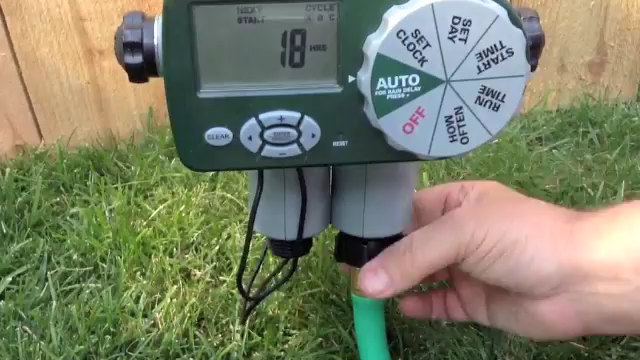 NEXT CYCLE
START A B C
18 HRS
CLEAR
+
ENTER
-
RESET
SET
CLOCK
SET
DAY
START
TIME
RUN
TIME
HOW
OFTEN
OFF
AUTO
FOR RAIN DELAY
PRESS +